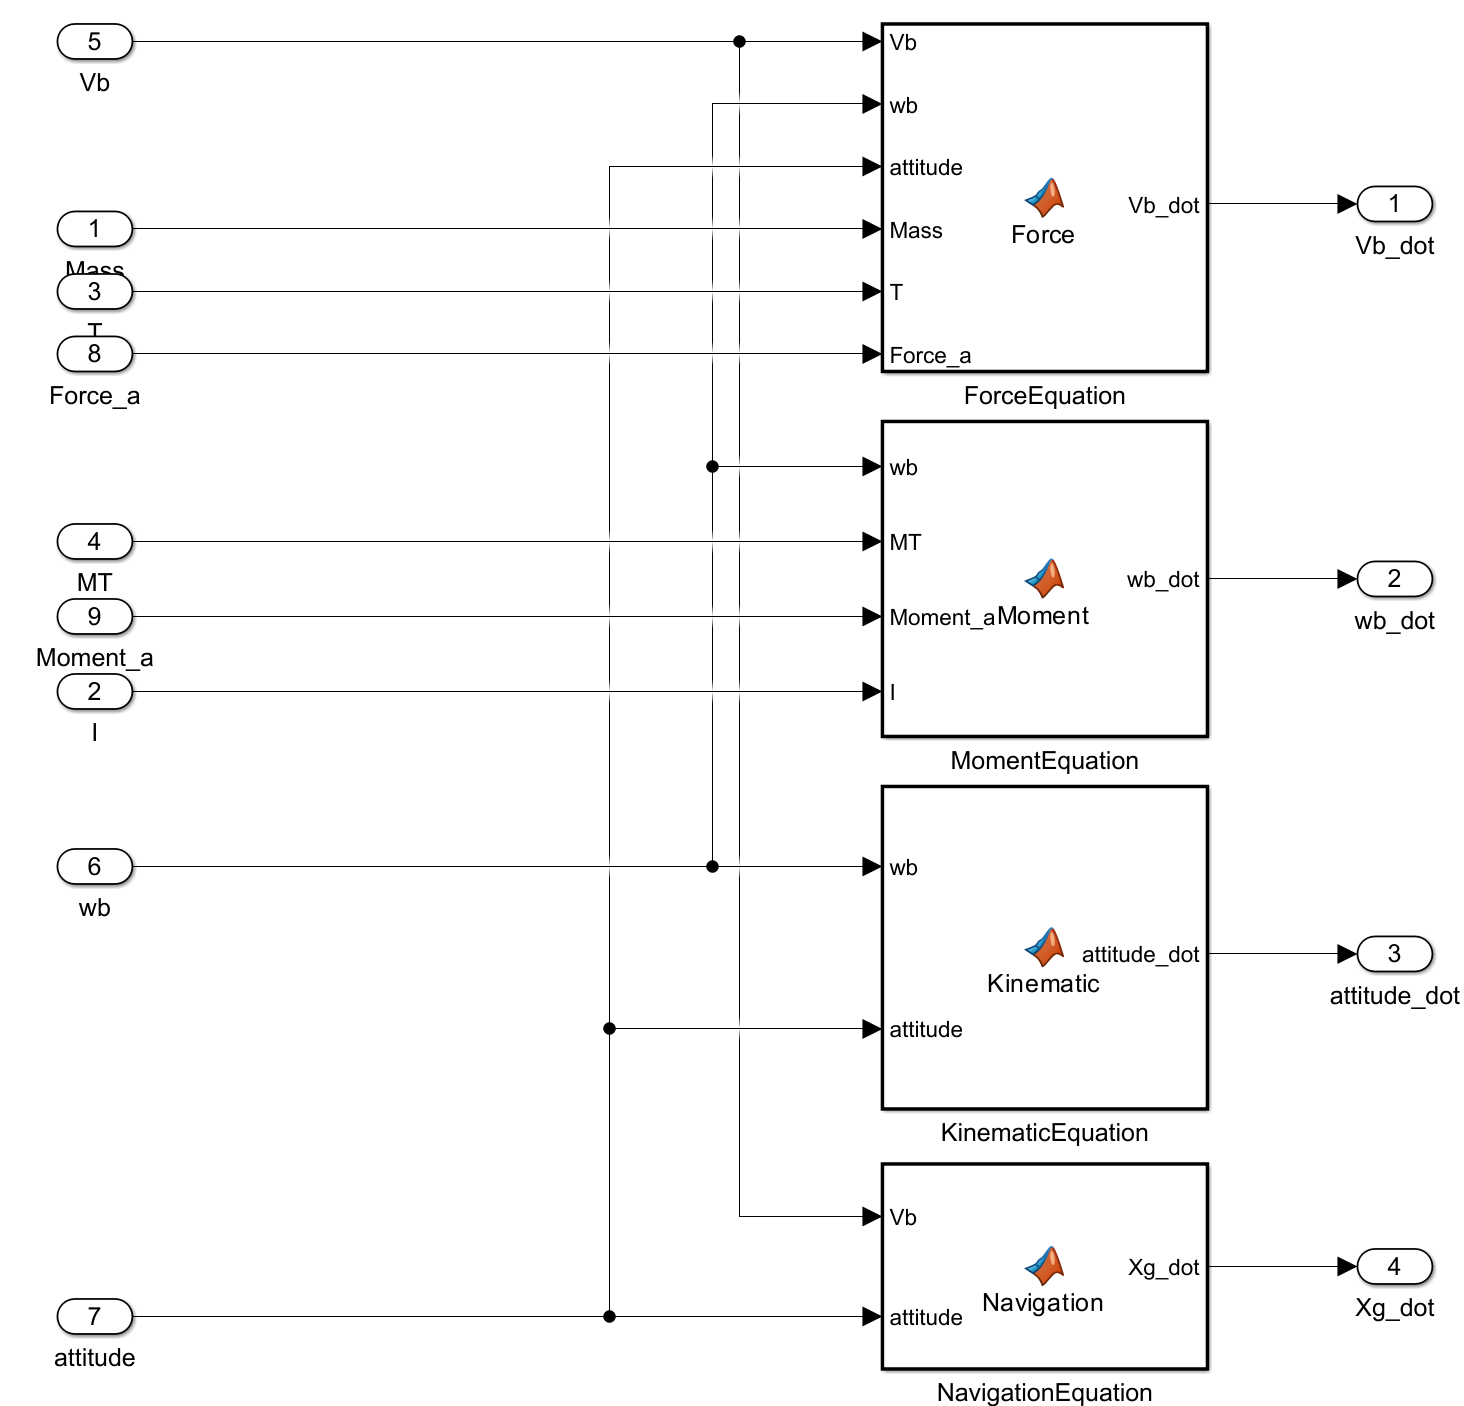 5
Vb
1
Mass
3
T
8
Force_a
4
MT
9
Moment_a
2
I
6
wb
7
attitude
Vb
wb
attitude
Mass
T
Force_a
Force
Vb_dot
ForceEquation
wb
MT
Moment_a
I
Moment
wb_dot
MomentEquation
wb
attitude
Kinematic
attitude_dot
KinematicEquation
Vb
attitude
Navigation
Xg_dot
NavigationEquation
1
Vb_dot
2
wb_dot
3
attitude_dot
4
Xg_dot